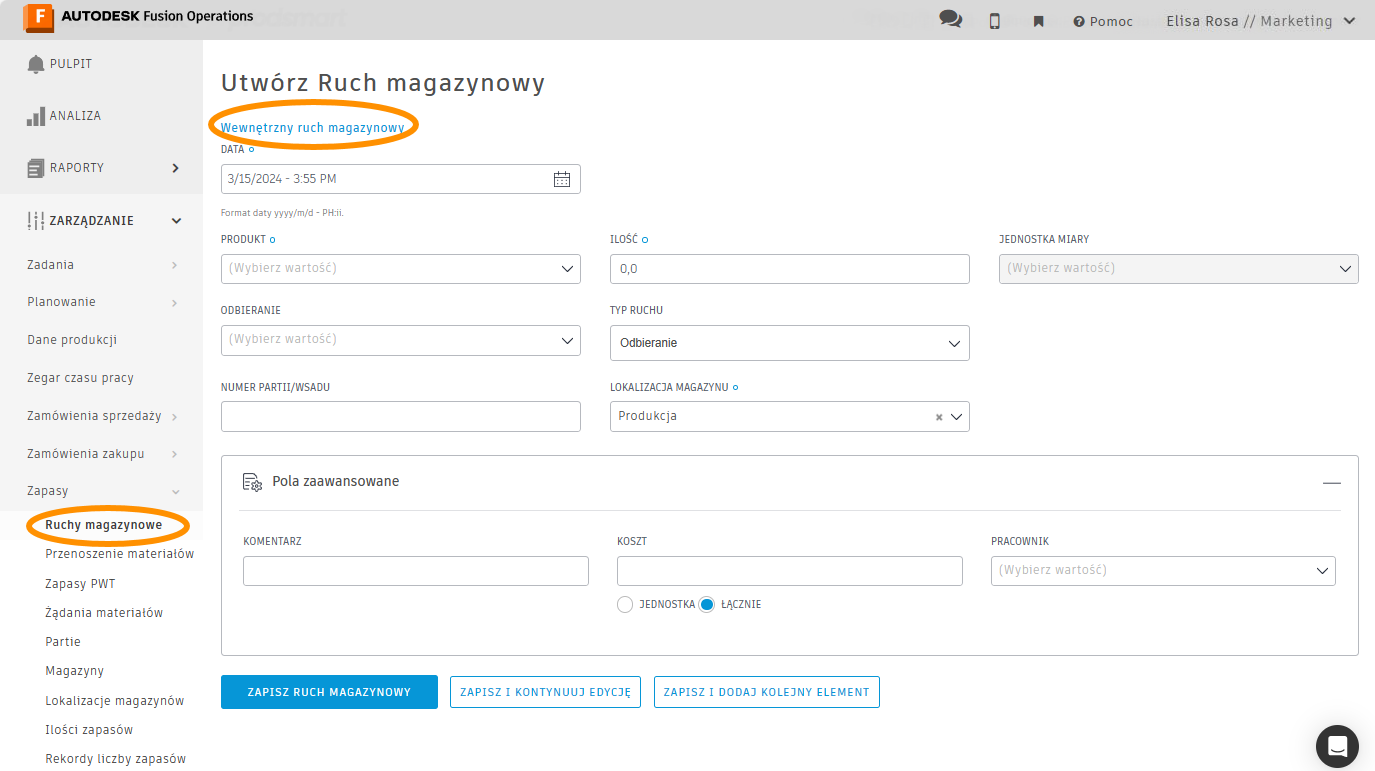 F AUTODESK Fusion Operations
Pomoc
Elisa Rosa // Marketing
PULPIT
ANALIZA
RAPORTY
ZARZĄDZANIE
Zadania
Planowanie
Dane produkcji
Zegar czasu pracy
Zamówienia sprzedaży
Zamówienia zakupu
Zapasy
Ruchy magazynowe
Przenoszenie materiałów
Zapasy PWT
Żądania materiałów
Partie
Magazyny
Lokalizacje magazynów
Ilości zapasów
Rekordy liczby zapasów
Utwórz Ruch magazynowy
Wewnętrzny ruch magazynowy
DATA
3/15/2024 - 3:55 PM
Format daty yyyy/m/d - PH:ii.
PRODUKT
(Wybierz wartość)
ILOŚĆ
0,0
JEDNOSTKA MIARY
(Wybierz wartość)
ODBIERANIE
(Wybierz wartość)
TYP RUCHU
Odbieranie
NUMER PARTII/WSADU
LOKALIZACJA MAGAZYNU
Produkcja
Pola zaawansowane
KOMENTARZ
KOSZT
JEDNOSTKA ŁĄCZNIE
PRACOWNIK
(Wybierz wartość)
ZAPISZ RUCH MAGAZYNOWY
ZAPISZ I KONTYNUUJ EDYCJĘ
ZAPISZ I DODAJ KOLEJNY ELEMENT